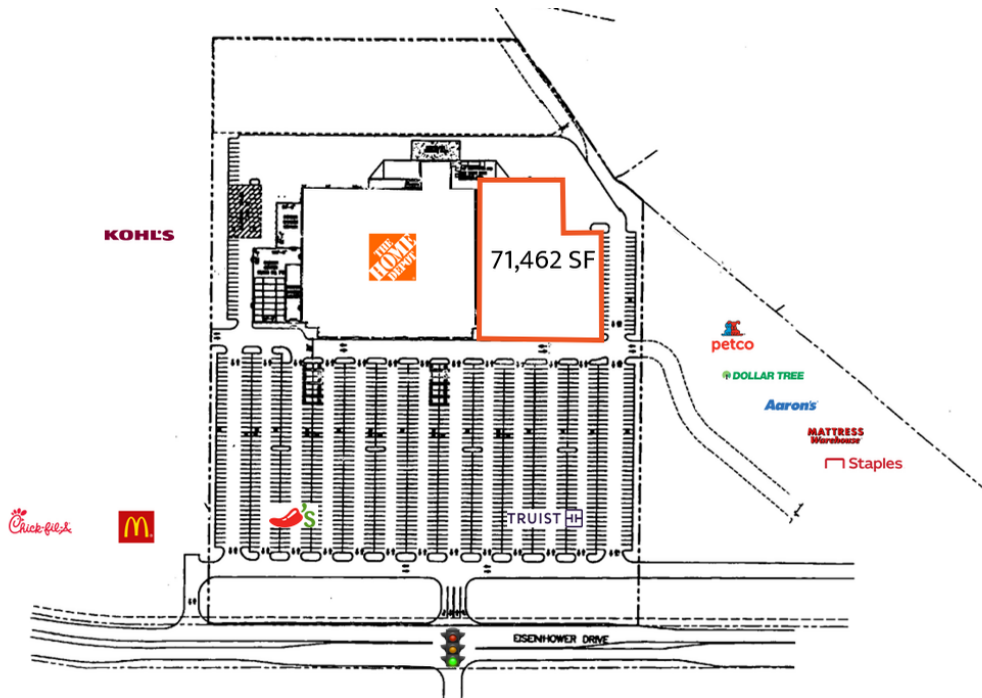 KOHL'S
THE
HOME
DEPOT
71,462 SF
petco
DOLLAR TREE
Aaron's
MATTRESS
Warehouse
Staples
Chick-fil-A
M
's
TRUIST
EISENHOWER DRIVE